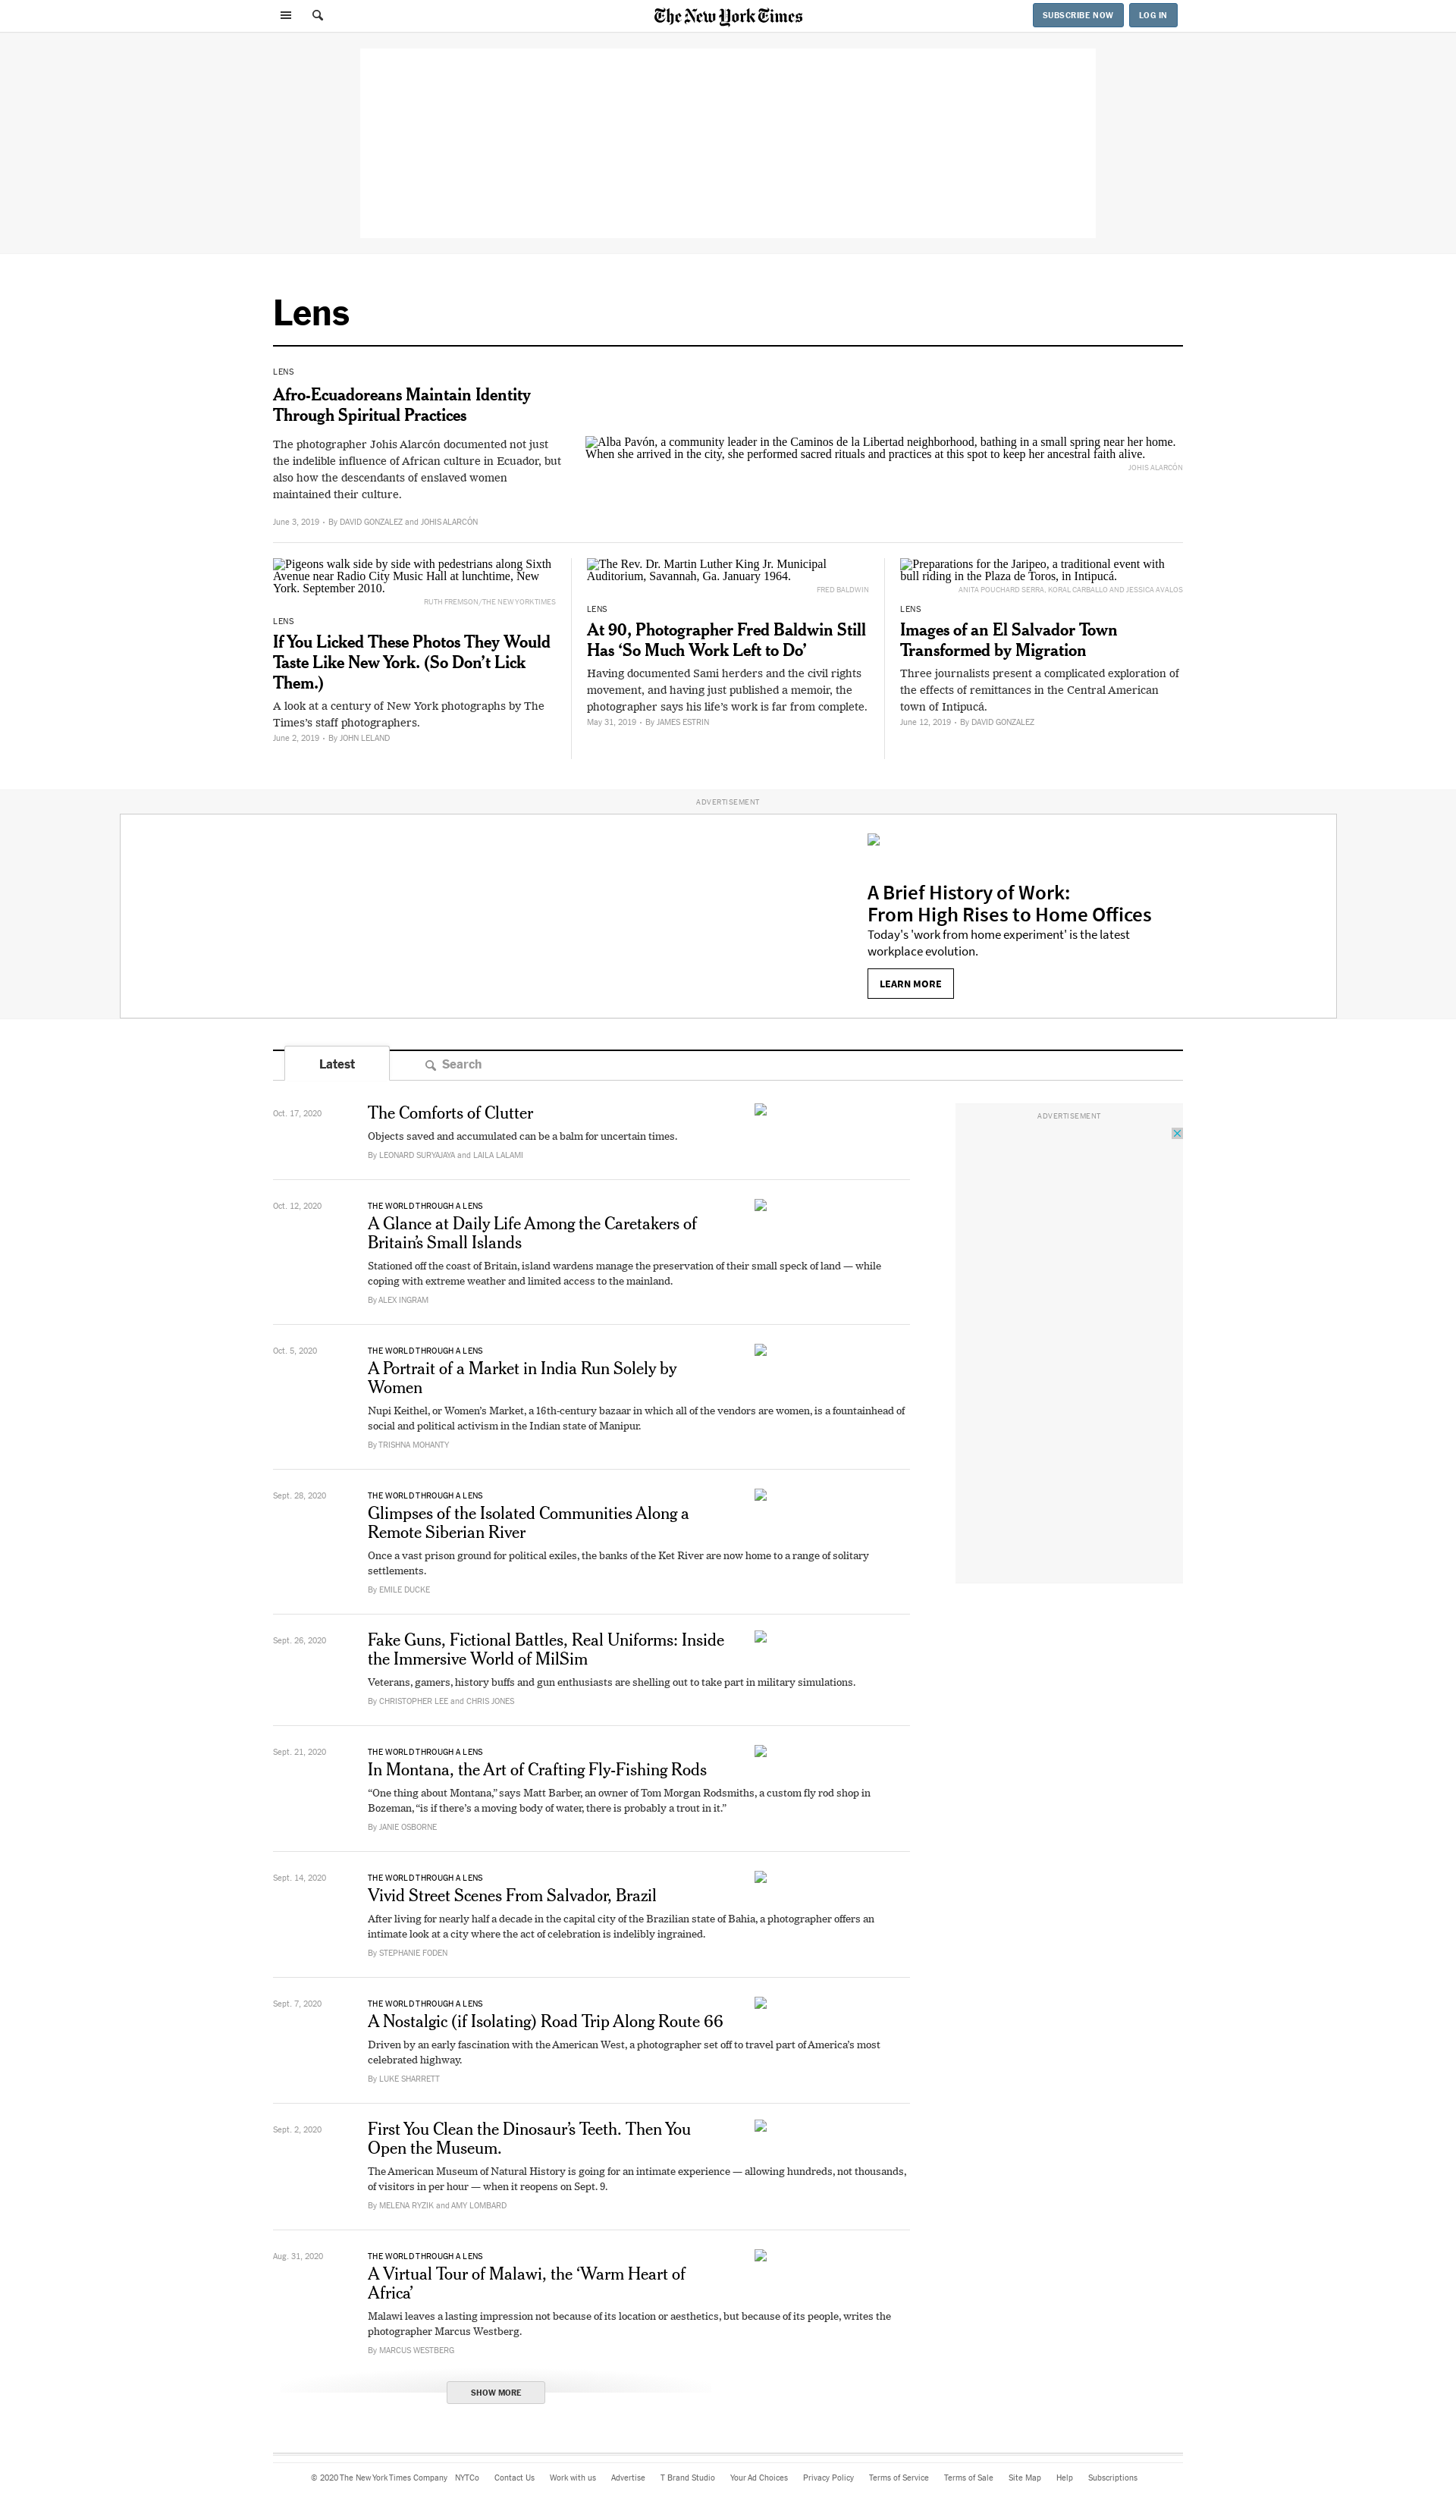 The New York Times
SUBSCRIBE NOW
LOG IN
Lens
LENS
Afro-Ecuadoreans Maintain Identity
Through Spiritual Practices
The photographer Johis Alarcón documented not just
the indelible influence of African culture in Ecuador, but
also how the descendants of enslaved women
maintained their culture.
June 3, 2019 • By DAVID GONZALEZ and JOHIS ALARCÓN
Alba Pavón, a community leader in the Caminos de la Libertad neighborhood, bathing in a small spring near her home.
When she arrived in the city, she performed sacred rituals and practices at this spot to keep her ancestral faith alive.
JOHIS ALARCÓN
Pigeons walk side by side with pedestrians along Sixth
Avenue near Radio City Music Hall at lunchtime, New
York. September 2010.
RUTH FREMSON/THE NEW YORK TIMES
LENS
If You Licked These Photos They Would
Taste Like New York. (So Don’t Lick
Them.)
A look at a century of New York photographs by The
Times’s staff photographers.
June 2, 2019 • By JOHN LELAND
The Rev. Dr. Martin Luther King Jr. Municipal
Auditorium, Savannah, Ga. January 1964.
FRED BALDWIN
LENS
At 90, Photographer Fred Baldwin Still
Has ‘So Much Work Left to Do’
Having documented Sami herders and the civil rights
movement, and having just published a memoir, the
photographer says his life’s work is far from complete.
May 31, 2019 • By JAMES ESTRIN
Preparations for the Jaripeo, a traditional event with
bull riding in the Plaza de Toros, in Intipucá.
ANITA POUCHARD SERRA, KORAL CARBALLO AND JESSICA AVALOS
LENS
Images of an El Salvador Town
Transformed by Migration
Three journalists present a complicated exploration of
the effects of remittances in the Central American
town of Intipucá.
June 12, 2019 • By DAVID GONZALEZ
ADVERTISEMENT
A Brief History of Work:
From High Rises to Home Offices
Today's 'work from home experiment' is the latest
workplace evolution.
LEARN MORE
Latest
Search
ADVERTISEMENT
Oct. 17, 2020
The Comforts of Clutter
Objects saved and accumulated can be a balm for uncertain times.
By LEONARD SURYAJAYA and LAILA LALAMI
Oct. 12, 2020
THE WORLD THROUGH A LENS
A Glance at Daily Life Among the Caretakers of
Britain’s Small Islands
Stationed off the coast of Britain, island wardens manage the preservation of their small speck of land — while
coping with extreme weather and limited access to the mainland.
By ALEX INGRAM
Oct. 5, 2020
THE WORLD THROUGH A LENS
A Portrait of a Market in India Run Solely by
Women
Nupi Keithel, or Women’s Market, a 16th-century bazaar in which all of the vendors are women, is a fountainhead of
social and political activism in the Indian state of Manipur.
By TRISHNA MOHANTY
Sept. 28, 2020
THE WORLD THROUGH A LENS
Glimpses of the Isolated Communities Along a
Remote Siberian River
Once a vast prison ground for political exiles, the banks of the Ket River are now home to a range of solitary
settlements.
By EMILE DUCKE
Sept. 26, 2020
Fake Guns, Fictional Battles, Real Uniforms: Inside
the Immersive World of MilSim
Veterans, gamers, history buffs and gun enthusiasts are shelling out to take part in military simulations.
By CHRISTOPHER LEE and CHRIS JONES
Sept. 21, 2020
THE WORLD THROUGH A LENS
In Montana, the Art of Crafting Fly-Fishing Rods
“One thing about Montana,” says Matt Barber, an owner of Tom Morgan Rodsmiths, a custom fly rod shop in
Bozeman, “is if there’s a moving body of water, there is probably a trout in it.”
By JANIE OSBORNE
Sept. 14, 2020
THE WORLD THROUGH A LENS
Vivid Street Scenes From Salvador, Brazil
After living for nearly half a decade in the capital city of the Brazilian state of Bahia, a photographer offers an
intimate look at a city where the act of celebration is indelibly ingrained.
By STEPHANIE FODEN
Sept. 7, 2020
THE WORLD THROUGH A LENS
A Nostalgic (if Isolating) Road Trip Along Route 66
Driven by an early fascination with the American West, a photographer set off to travel part of America’s most
celebrated highway.
By LUKE SHARRETT
Sept. 2, 2020
First You Clean the Dinosaur’s Teeth. Then You
Open the Museum.
The American Museum of Natural History is going for an intimate experience — allowing hundreds, not thousands,
of visitors in per hour — when it reopens on Sept. 9.
By MELENA RYZIK and AMY LOMBARD
Aug. 31, 2020
THE WORLD THROUGH A LENS
A Virtual Tour of Malawi, the ‘Warm Heart of
Africa’
Malawi leaves a lasting impression not because of its location or aesthetics, but because of its people, writes the
photographer Marcus Westberg.
By MARCUS WESTBERG
SHOW MORE
© 2020 The New York Times Company NYTCo Contact Us Work with us Advertise T Brand Studio Your Ad Choices Privacy Policy Terms of Service Terms of Sale Site Map Help Subscriptions